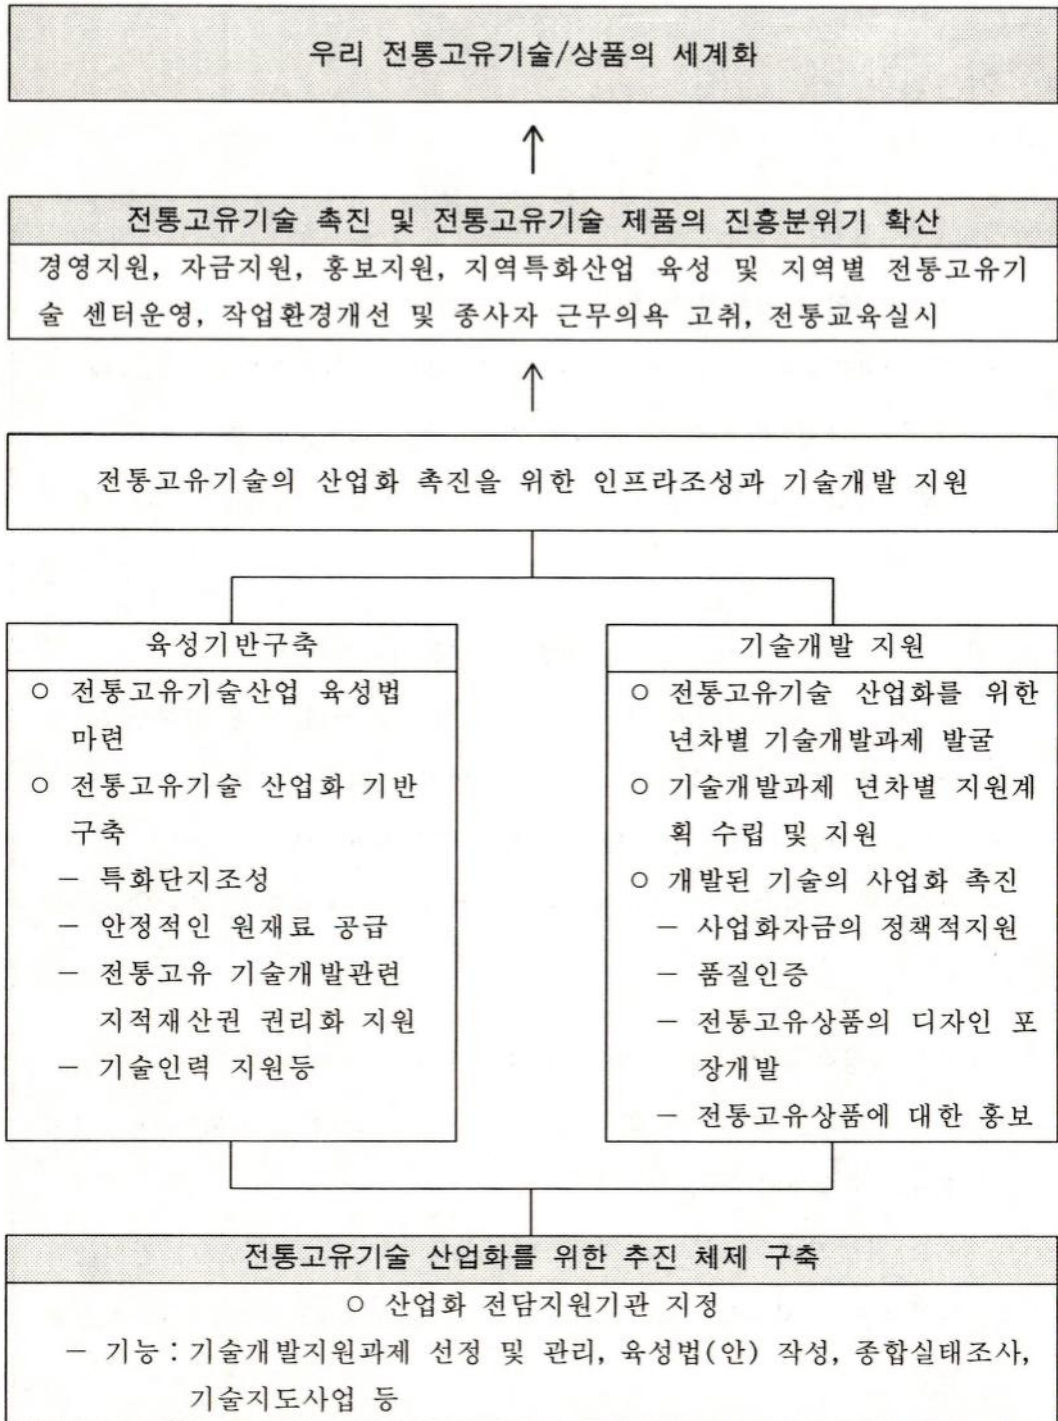 우리 전통고유기술/상품의 세계화
전통고유기술 촉진 및 전통고유기술 제품의 진흥분위기 확산
경영지원, 자금지원, 홍보지원, 지역특화산업 육성 및 지역별 전통고유기
술 센터운영, 작업환경개선 및 종사자 근무의욕 고취, 전통교육실시
전통고유기술의 산업화 촉진을 위한 인프라조성과 기술개발 지원
육성기반구축
○ 전통고유기술산업 육성법
마련
○ 전통고유기술 산업화 기반
구축
- 특화단지조성
- 안정적인 원재료 공급
- 전통고유 기술개발관련
지적재산권 권리화 지원
- 기술인력 지원등
기술개발 지원
○ 전통고유기술 산업화를 위한
년차별 기술개발과제 발굴
○ 기술개발과제 년차별 지원계
획 수립 및 지원
○ 개발된 기술의 사업화 촉진
- 사업화자금의 정책적지원
- 품질인증
- 전통고유상품의 디자인 포
장개발
- 전통고유상품에 대한 홍보
전통고유기술 산업화를 위한 추진 체제 구축
○ 산업화 전담지원기관 지정
- 기능 : 기술개발지원과제 선정 및 관리, 육성법(안) 작성, 종합실태조사,
기술지도사업 등